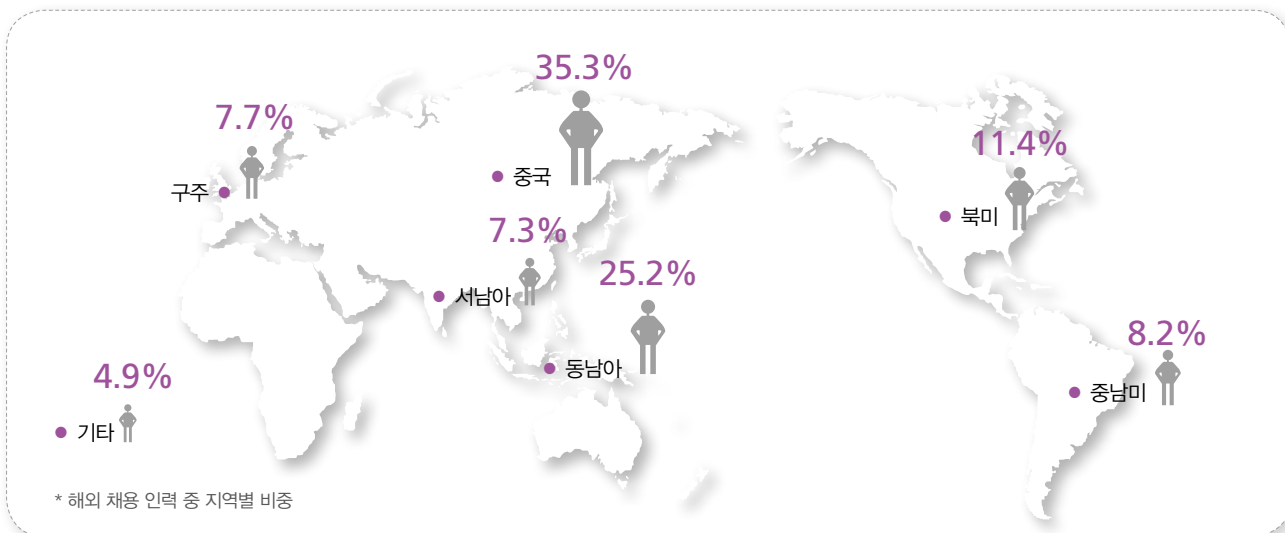 35.3%
중국
7.7%
구주
11.4%
북미
7.3%
서남아
25.2%
동남아
8.2%
중남미
4.9%
기타
* 해외 채용 인력 중 지역별 비중